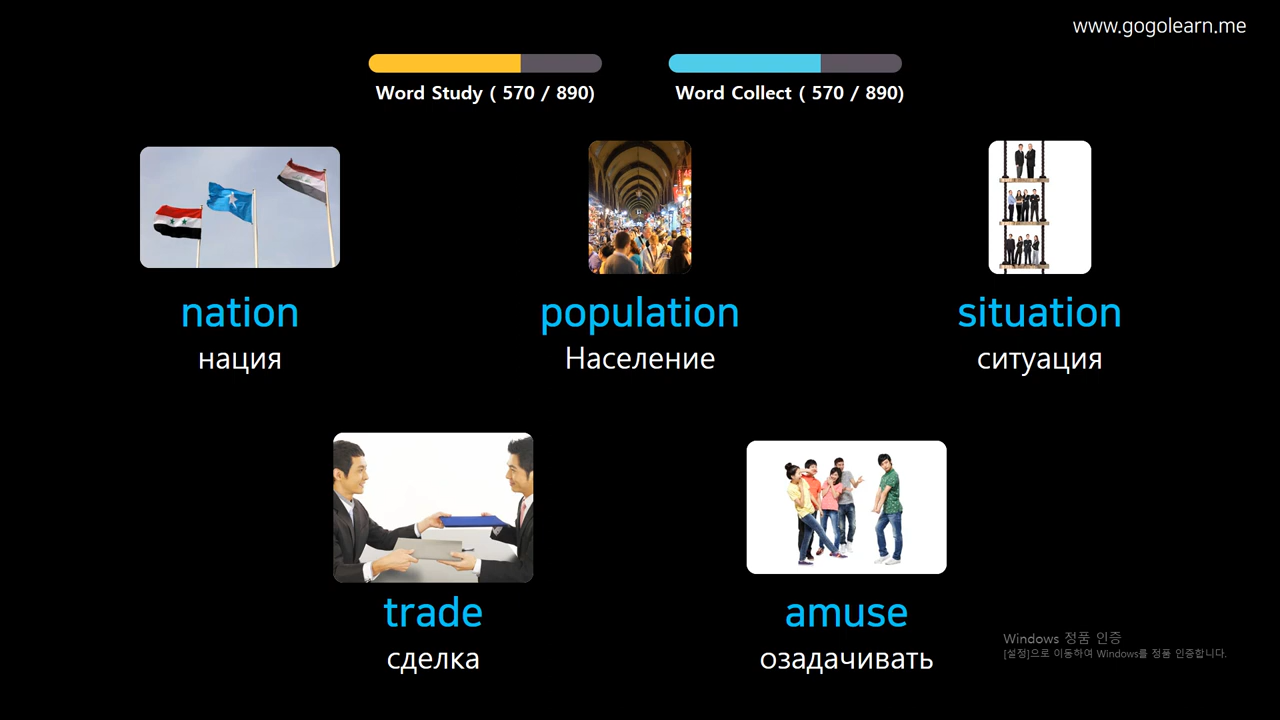 www.gogolearn.me
Word Study ( 570 / 890)
Word Collect ( 570 / 890)
nation
population
situation
нация
Население
ситуация
trade
amuse
сделка
озадачивать
Windows 정품 인증
[설정]으로 이동하여 Windows를 정품 인증합니다.